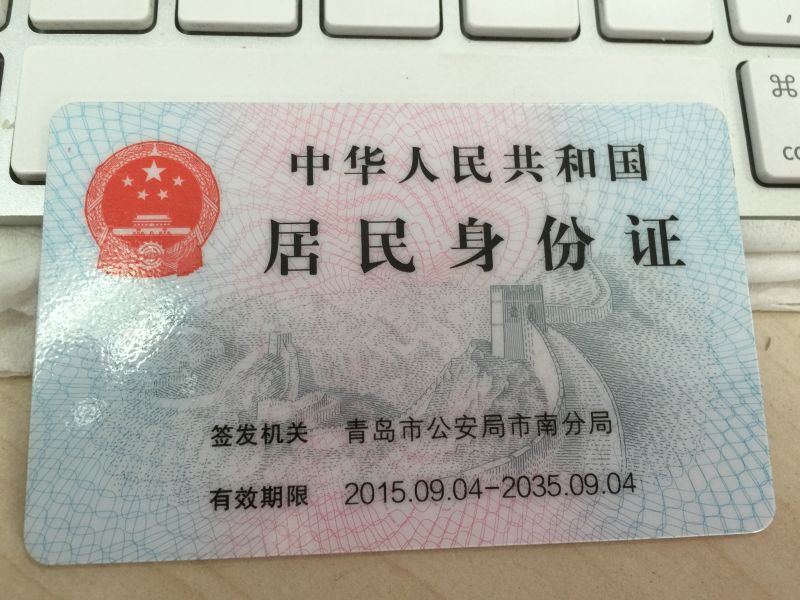 中华人民共和国
居民身份证
签发机关 青岛市公安局市南分局
有效期限 2015.09.04-2035.09.04
⌘